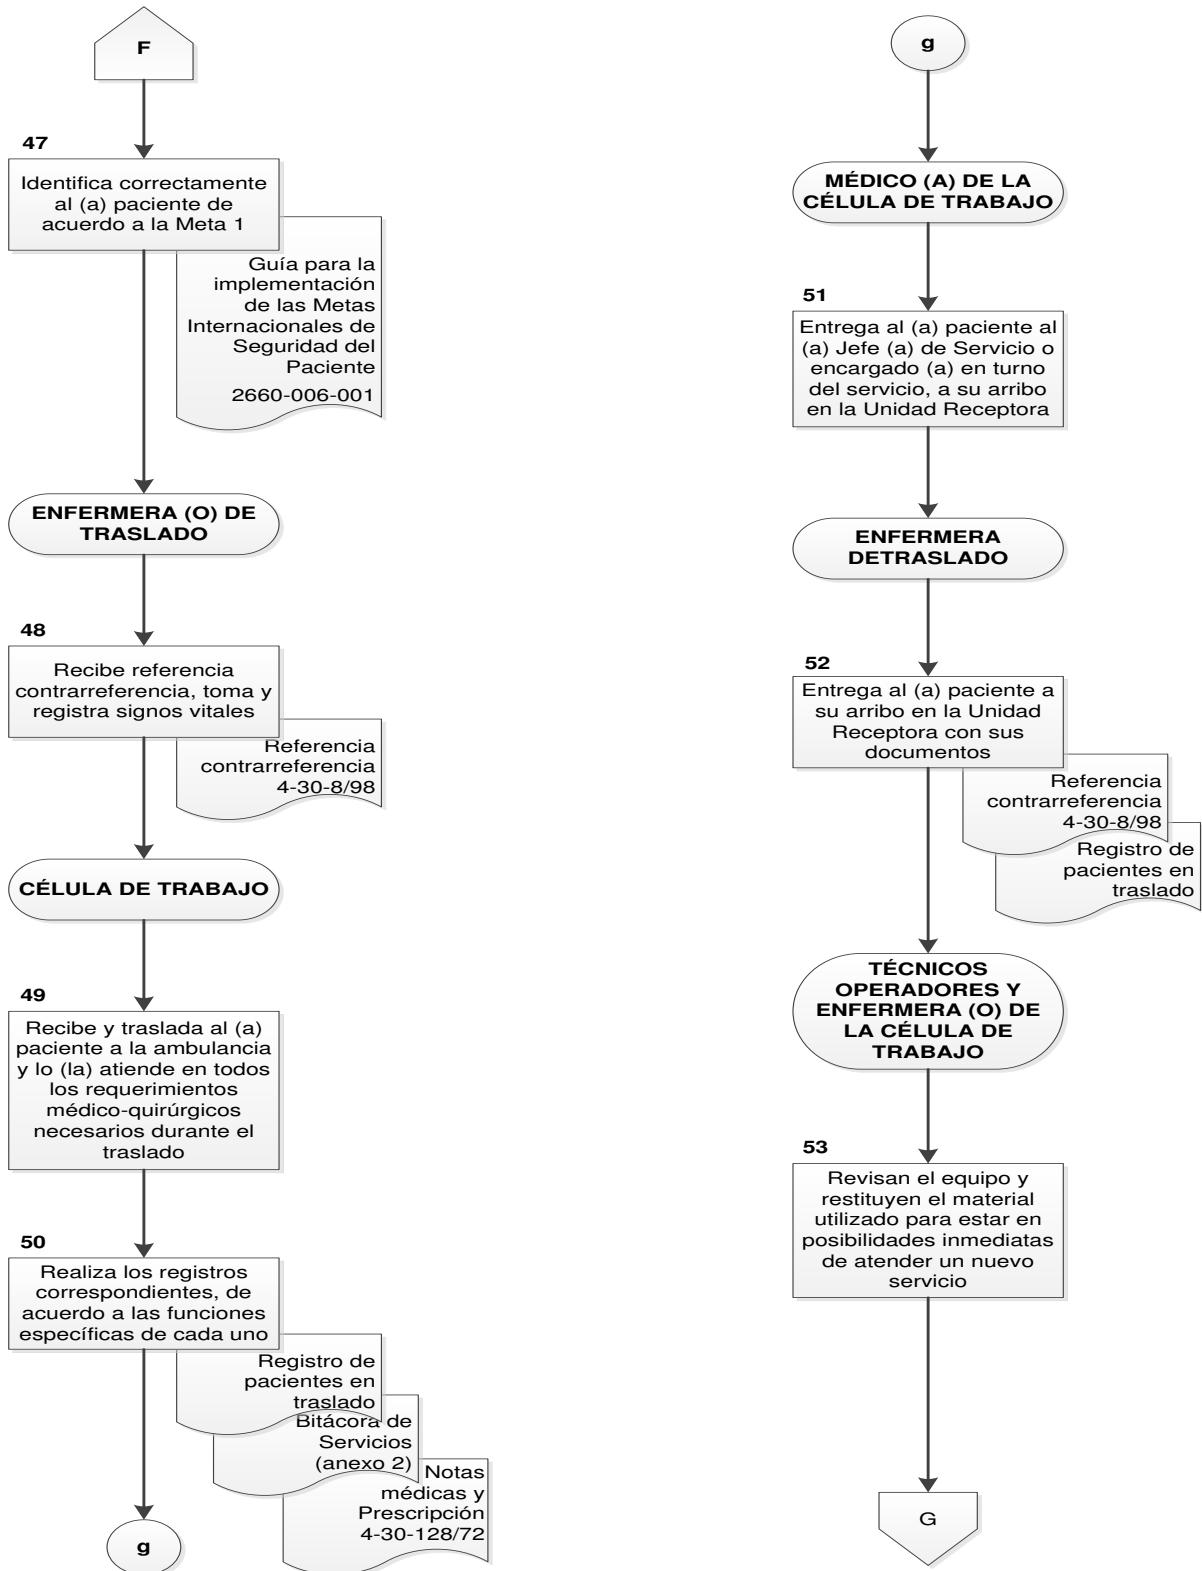 F
47
Identifica correctamente
al (a) paciente de
acuerdo a la Meta 1
Guía para la
implementación
de las Metas
Internacionales de
Seguridad del
Paciente
2660-006-001
ENFERMERA (O) DE
TRASLADO
48
Recibe referencia
contrarreferencia, toma y
registra signos vitales
Referencia
contrarreferencia
4-30-8/98
CÉLULA DE TRABAJO
49
Recibe y traslada al (a)
paciente a la ambulancia
y lo (la) atiende en todos
los requerimientos
médico-quirúrgicos
necesarios durante el
traslado
50
Realiza los registros
correspondientes, de
acuerdo a las funciones
específicas de cada uno
Registro de
pacientes en
traslado
Bitácora de
Servicios
(anexo 2)
Notas
médicas y
Prescripción
4-30-128/72
g
g
MÉDICO (A) DE LA
CÉLULA DE TRABAJO
51
Entrega al (a) paciente al
(a) Jefe (a) de Servicio o
encargado (a) en turno
del servicio, a su arribo
en la Unidad Receptora
ENFERMERA
DETRASLADO
52
Entrega al (a) paciente a
su arribo en la Unidad
Receptora con sus
documentos
Referencia
contrarreferencia
4-30-8/98
Registro de
pacientes en
traslado
TÉCNICOS
OPERADORES Y
ENFERMERA (O) DE
LA CÉLULA DE
TRABAJO
53
Revisan el equipo y
restituyen el material
utilizado para estar en
posibilidades inmediatas
de atender un nuevo
servicio
G